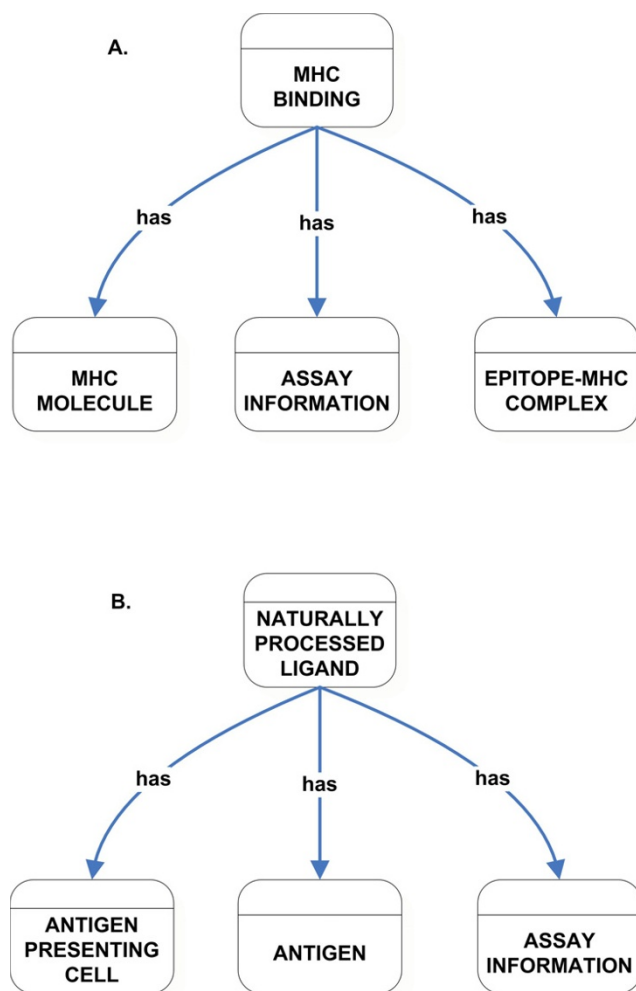 A.
MHC
BINDING
has
has
has
MHC
MOLECULE
ASSAY
INFORMATION
EPITOPE-MHC
COMPLEX
B.
NATURALLY
PROCESSED
LIGAND
has
has
has
ANTIGEN
PRESENTING
CELL
ANTIGEN
ASSAY
INFORMATION